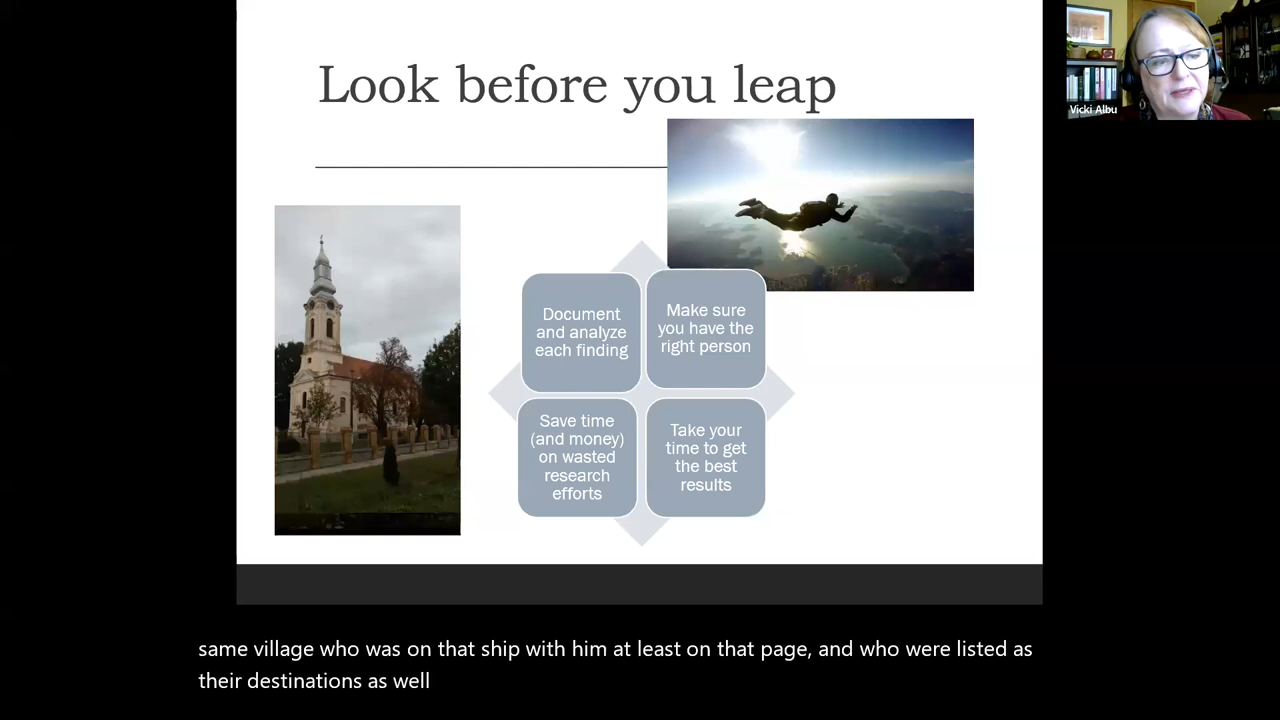 Look before you leap
Document
and analyze
each finding
Make sure
you have the
right person
Save time
(and money)
on wasted
research
efforts
Take your
time to get
the best
results
Vicki Albu
same village who was on that ship with him at least on that page, and who were listed as
their destinations as well